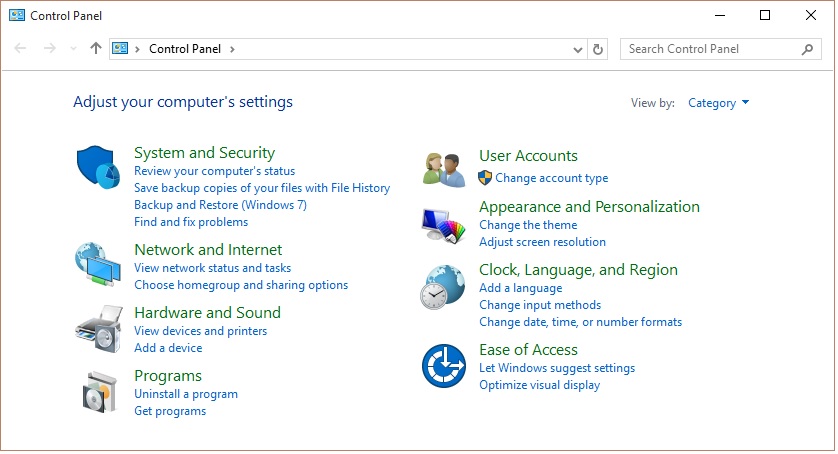 Control Panel
Control Panel
Search Control Panel
Adjust your computer's settings
View by: Category
System and Security
Review your computer's status
Save backup copies of your files with File History
Backup and Restore (Windows 7)
Find and fix problems
Network and Internet
View network status and tasks
Choose homegroup and sharing options
Hardware and Sound
View devices and printers
Add a device
Programs
Uninstall a program
Get programs
User Accounts
Change account type
Appearance and Personalization
Change the theme
Adjust screen resolution
Clock, Language, and Region
Add a language
Change input methods
Change date, time, or number formats
Ease of Access
Let Windows suggest settings
Optimize visual display